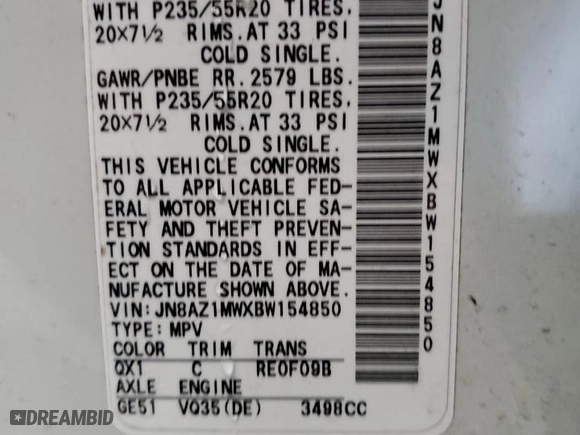 WITH P235/55R20 TIRES.
20X7½ RIMS.AT 33 PSI
COLD SINGLE.
GAWR/PNBE RR.2579 LBS.
WITH P235/55R20 TIRES.
20X7½ RIMS.AT 33 PSI
COLD SINGLE.
THIS VEHICLE CONFORMS
TO ALL APPLICABLE FED-
ERAL MOTOR VEHICLE SA-
FETY AND THEFT PREVEN-
TION STANDARDS IN EFF-
ECT ON THE DATE OF MA-
NUFACTURE SHOWN ABOVE.
VIN:JN8AZ1MWXBW154850
TYPE:MPV
COLOR TRIM TRANS
QX1 C RE0F09B
AXLE ENGINE
GE51 VQ35(DE) 3498CC
JN8AZ1MWXBW154850
DREAMBID